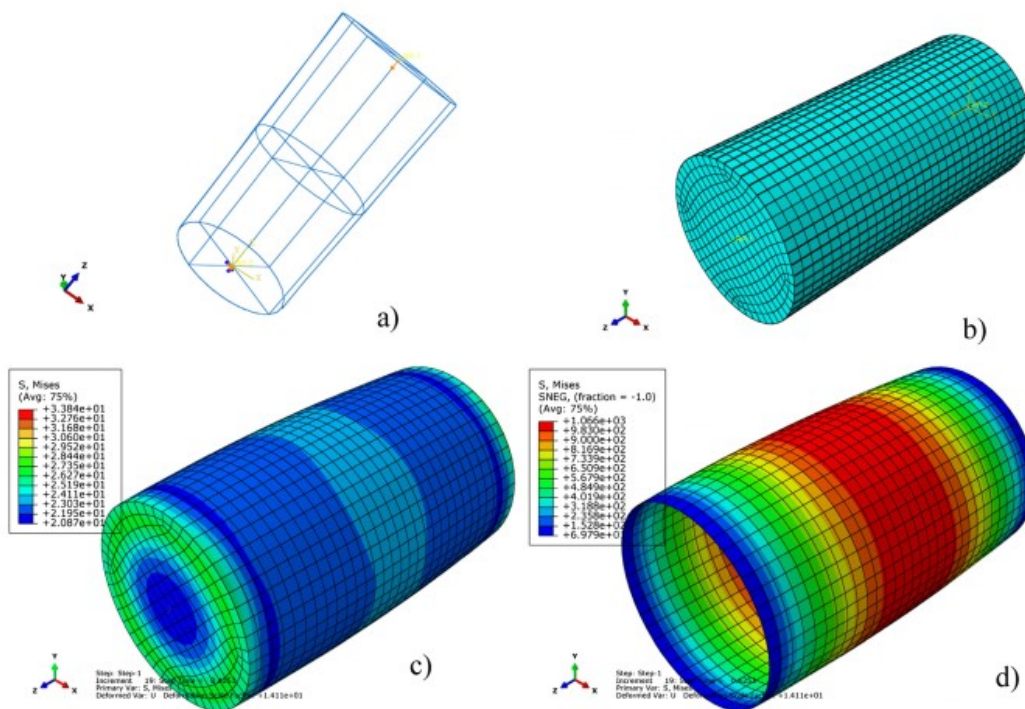 Y
Z
X
a)
Y
Z
X
b)
S, Mises
(Avg: 75%)
+3.384e+01
+3.276e+01
+3.168e+01
+3.060e+01
+2.952e+01
+2.844e+01
+2.735e+01
+2.627e+01
+2.519e+01
+2.411e+01
+2.303e+01
+2.195e+01
+2.087e+01
Y
Z
X
Step: Step-1
Increment 19:
Primary Var: S, Mises
Deformed Var: U +1.411e+01
c)
S, Mises
SNEG, (fraction = -1.0)
(Avg: 75%)
+1.066e+03
+9.830e+02
+9.000e+02
+8.169e+02
+7.339e+02
+6.509e+02
+5.679e+02
+4.849e+02
+4.019e+02
+3.188e+02
+2.358e+02
+1.528e+02
+6.979e+01
Y
Z
X
Step: Step-1
Increment 19:
Primary Var: S, Mises
Deformed Var: U +1.411e+01
d)